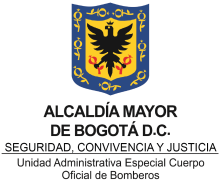 ALCALDÍA MAYOR
DE BOGOTÁ D.C.
SEGURIDAD, CONVIVENCIA Y JUSTICIA
Unidad Administrativa Especial Cuerpo
Oficial de Bomberos